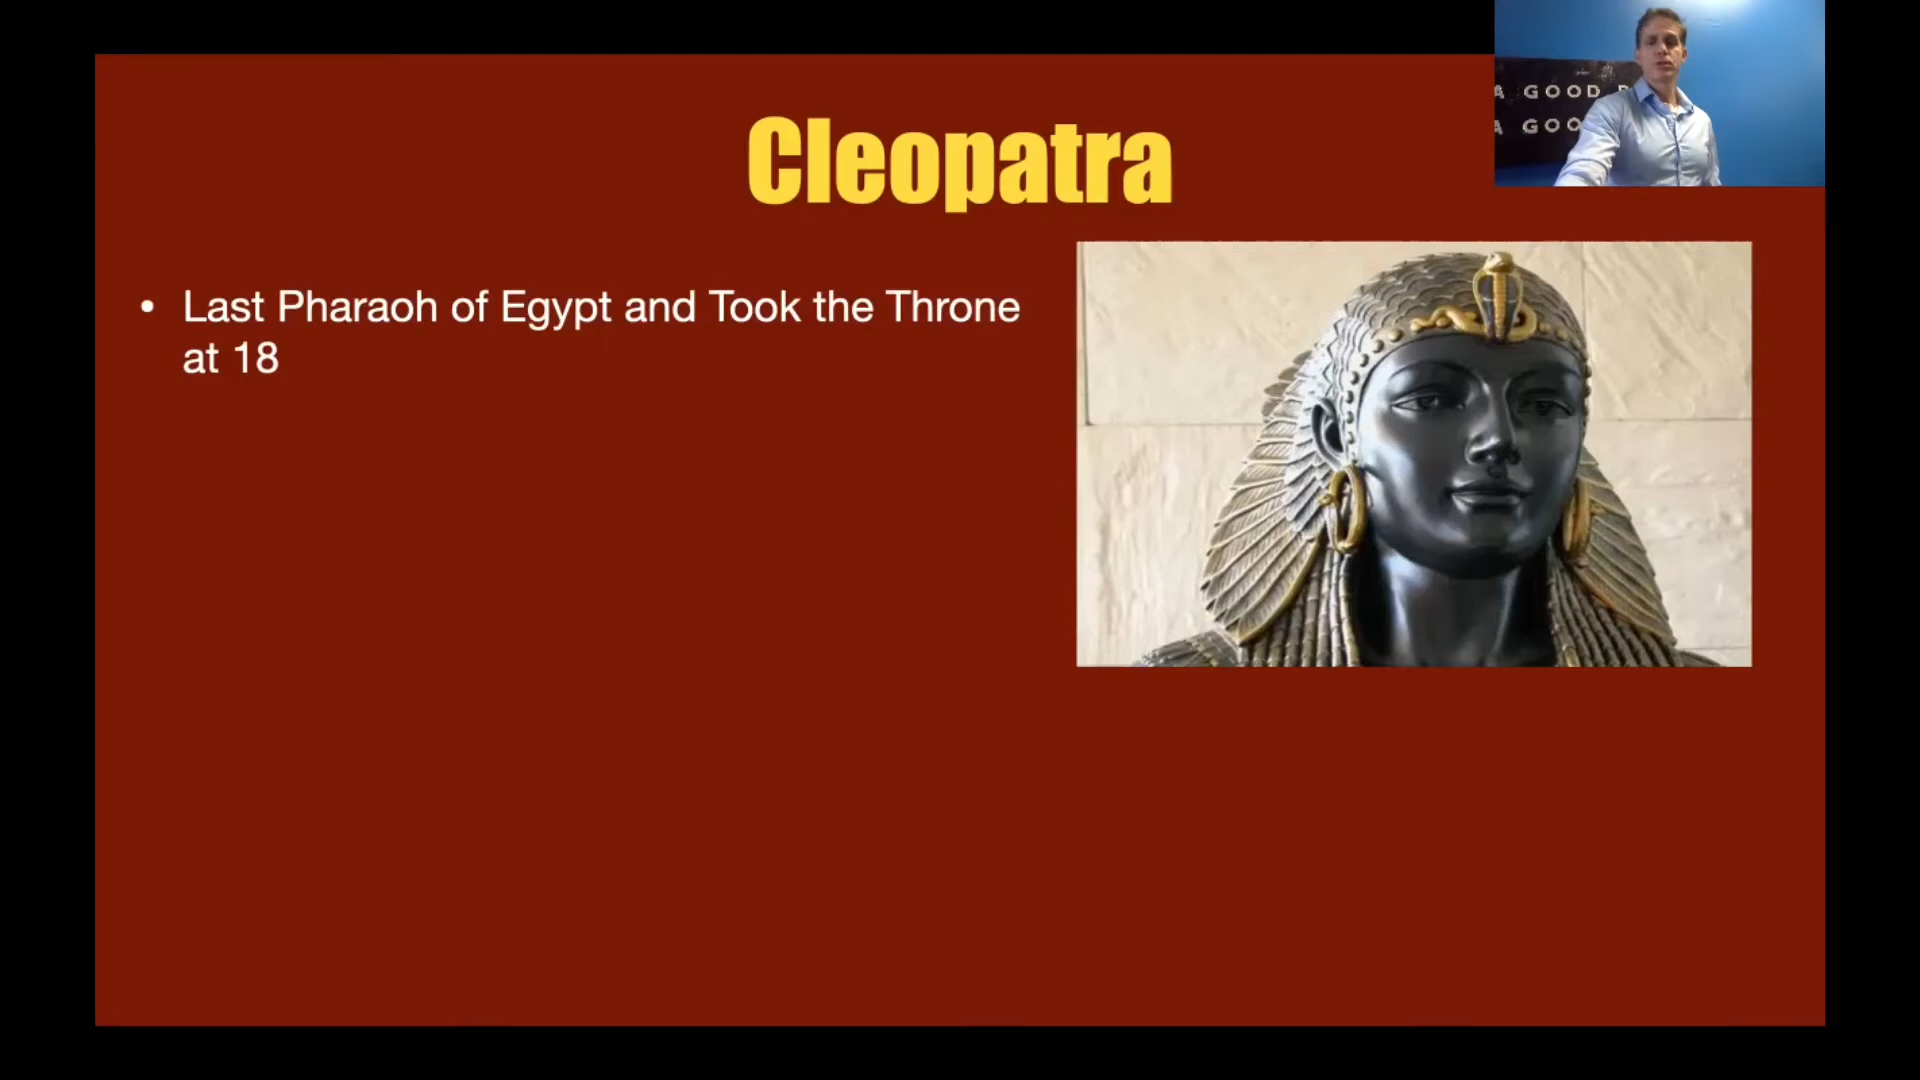 Cleopatra
A GOOD
A GOO
• Last Pharaoh of Egypt and Took the Throne
at 18